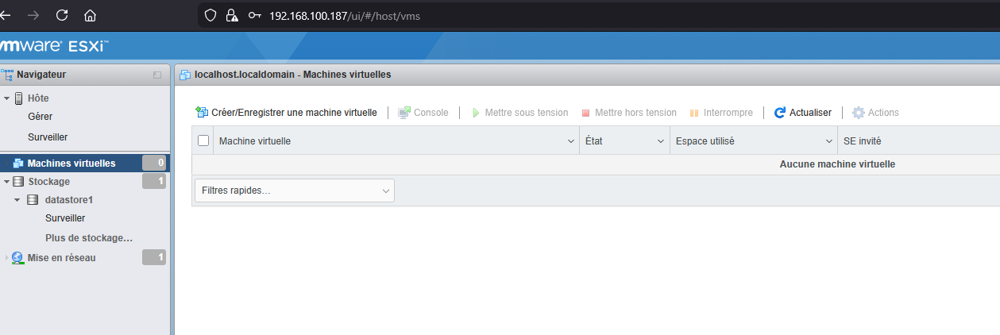 192.168.100.187/ui/#/host/vms
vmware® ESXi™
Navigateur
localhost.localdomain - Machines virtuelles
Hôte
Gérer
Surveiller
Machines virtuelles 0
Stockage 1
datastore1
Surveiller
Plus de stockage…
Mise en réseau 1
Créer/Enregistrer une machine virtuelle Console Mettre sous tension Mettre hors tension Interrompre Actualiser Actions
Machine virtuelle État Espace utilisé SE invité
Aucune machine virtuelle
Filtres rapides…